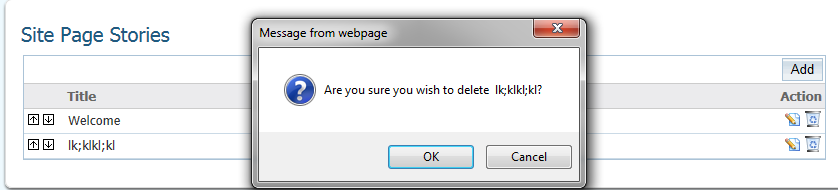 Site Page Stories
Message from webpage
Are you sure you wish to delete lk;klkl;kl?
OK Cancel
Add
Title Action
Welcome
lk;klkl;kl